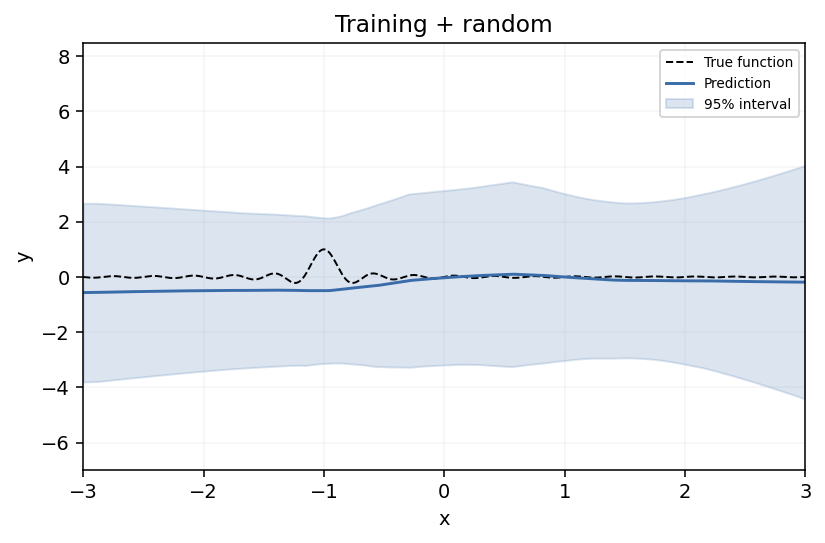 Training + random
8
6
4
2
0
−2
−4
−6
y
True function
Prediction
95% interval
−3 −2 −1 0 1 2 3
x